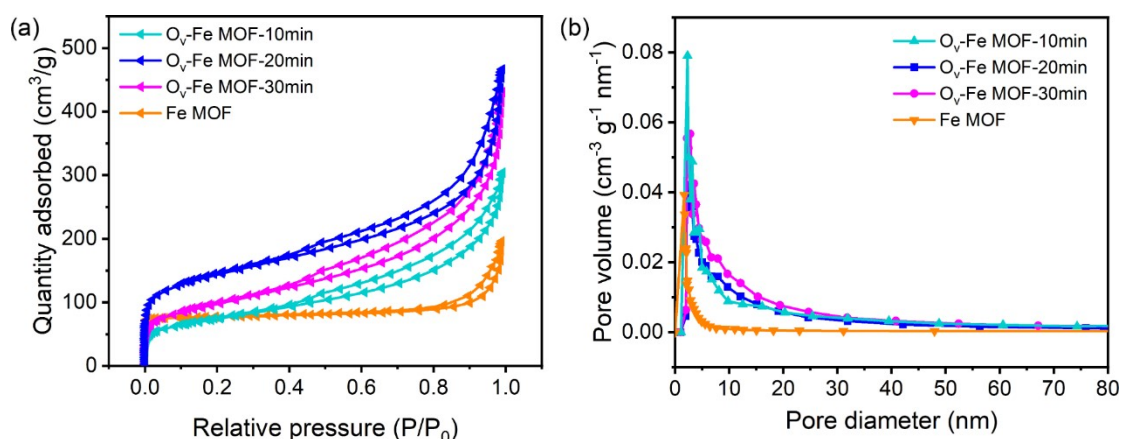 (a)
Oᵥ-Fe MOF-10min
Oᵥ-Fe MOF-20min
Oᵥ-Fe MOF-30min
Fe MOF
500
400
300
200
100
0
Quantity adsorbed (cm³/g)
0.0 0.2 0.4 0.6 0.8 1.0
Relative pressure (P/P₀)
(b)
Oᵥ-Fe MOF-10min
Oᵥ-Fe MOF-20min
Oᵥ-Fe MOF-30min
Fe MOF
0.08
0.06
0.04
0.02
0.00
Pore volume (cm⁻³ g⁻¹ nm⁻¹)
0 10 20 30 40 50 60 70 80
Pore diameter (nm)